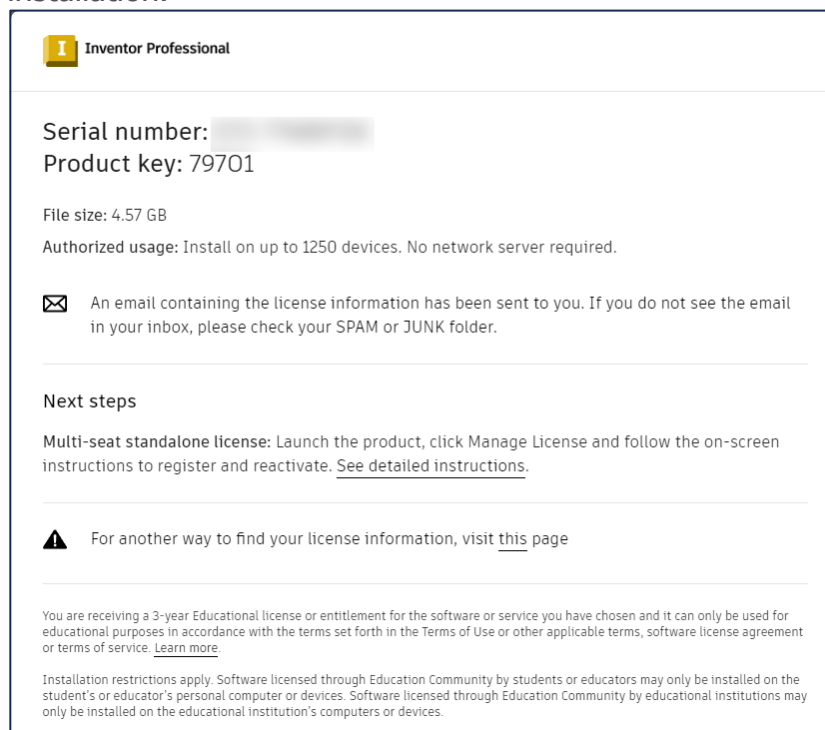 I
Inventor Professional
Serial number:
Product key: 79701
File size: 4.57 GB
Authorized usage: Install on up to 1250 devices. No network server required.
An email containing the license information has been sent to you. If you do not see the email
in your inbox, please check your SPAM or JUNK folder.
Next steps
Multi-seat standalone license: Launch the product, click Manage License and follow the on-screen
instructions to register and reactivate. See detailed instructions.
For another way to find your license information, visit this page
You are receiving a 3-year Educational license or entitlement for the software or service you have chosen and it can only be used for
educational purposes in accordance with the terms set forth in the Terms of Use or other applicable terms, software license agreement
or terms of service. Learn more.
Installation restrictions apply. Software licensed through Education Community by students or educators may only be installed on the
student's or educator's personal computer or devices. Software licensed through Education Community by educational institutions may
only be installed on the educational institution's computers or devices.